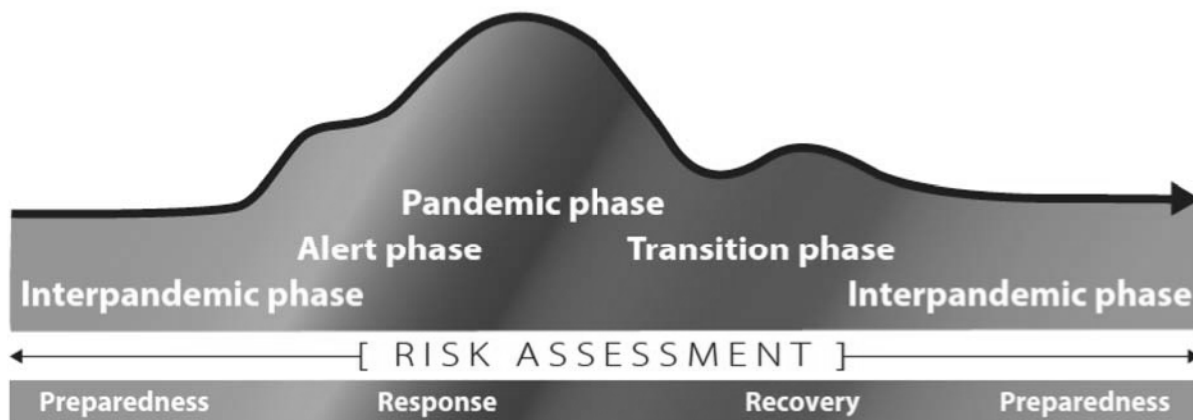 Pandemic phase
Alert phase
Transition phase
Interpandemic phase
Interpandemic phase
[ RISK ASSESSMENT ]
Preparedness
Response
Recovery
Preparedness